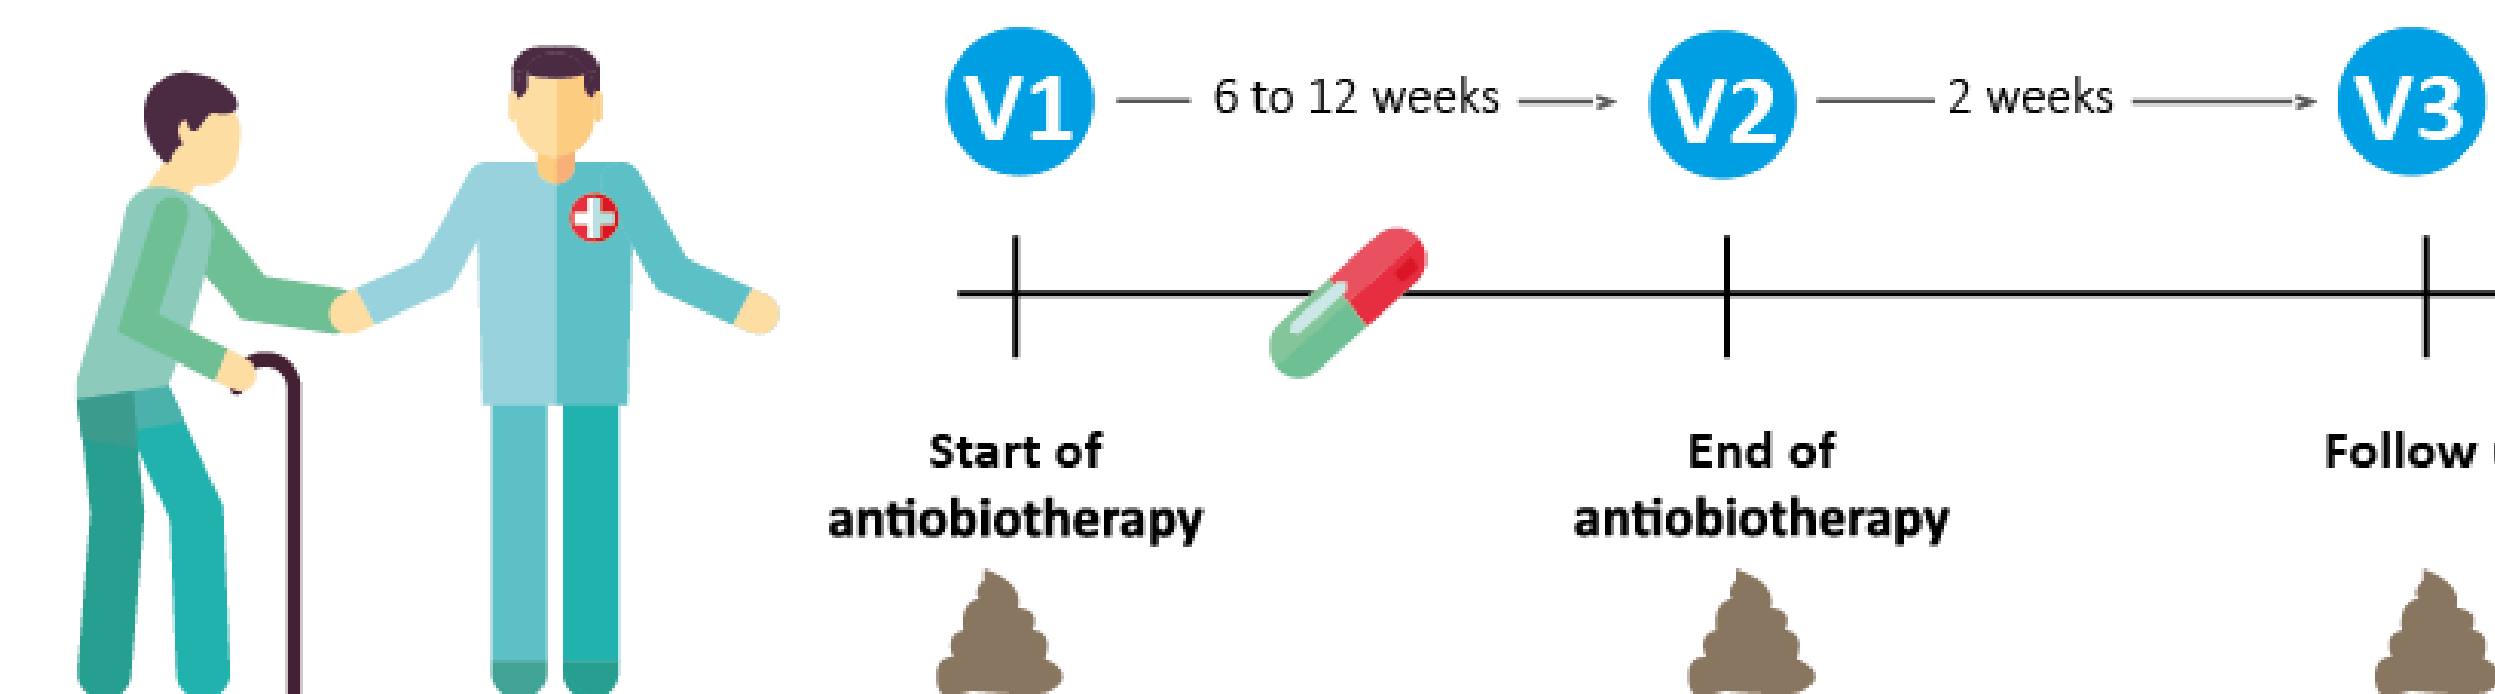 V1 6 to 12 weeks V2 2 weeks V3
Start of
antiobiotherapy
End of
antiobiotherapy
Follow